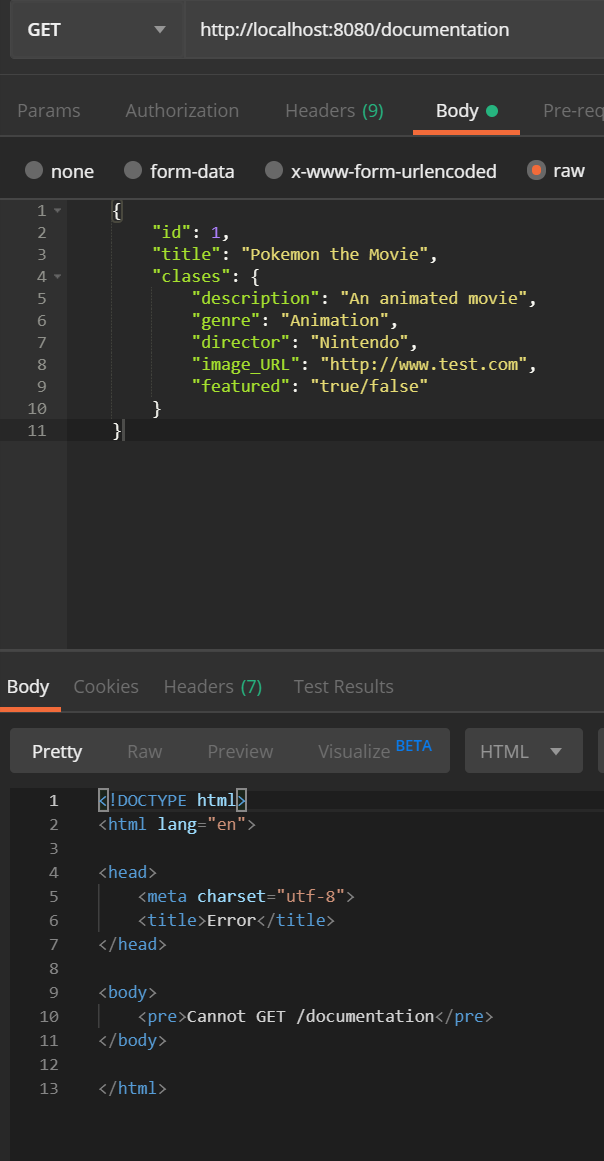 GET http://localhost:8080/documentation
Params Authorization Headers (9) Body Pre-req
none form-data x-www-form-urlencoded raw
1 {
2 "id": 1,
3 "title": "Pokemon the Movie",
4 "clases": {
5 "description": "An animated movie",
6 "genre": "Animation",
7 "director": "Nintendo",
8 "image_URL": "http://www.test.com",
9 "featured": "true/false"
10 }
11 }
Body Cookies Headers (7) Test Results
Pretty Raw Preview Visualize BETA HTML
1 <!DOCTYPE html>
2 <html lang="en">
3
4 <head>
5 <meta charset="utf-8">
6 <title>Error</title>
7 </head>
8
9 <body>
10 <pre>Cannot GET /documentation</pre>
11 </body>
12
13 </html>